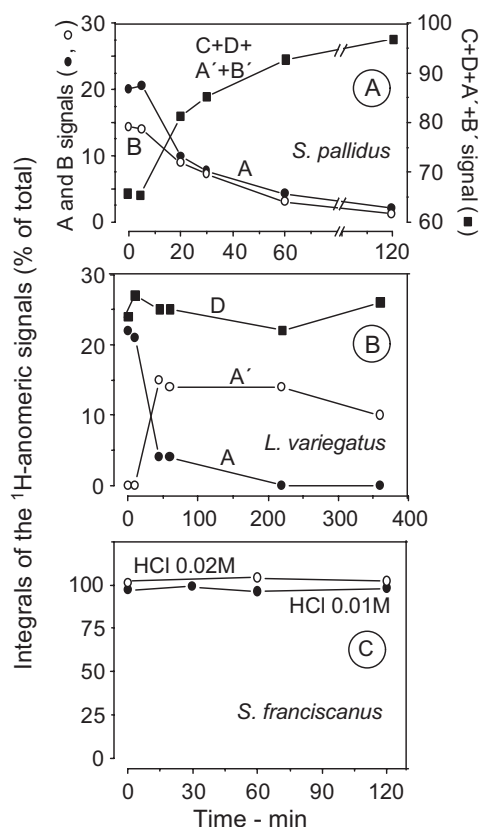 Integrals of the ¹H-anomeric signals (% of total)
A and B signals (●, ○)
C+D+A´+B´ signal (■)
30
20
10
0
100
90
80
70
60
C+D+
A´+B´
A
B
A
S. pallidus
0 20 40 60 120
30
20
10
0
D
B
A´
A
L. variegatus
0 100 200 300 400
100
75
50
25
0
HCl 0.02M
HCl 0.01M
C
S. franciscanus
0 30 60 90 120
Time - min